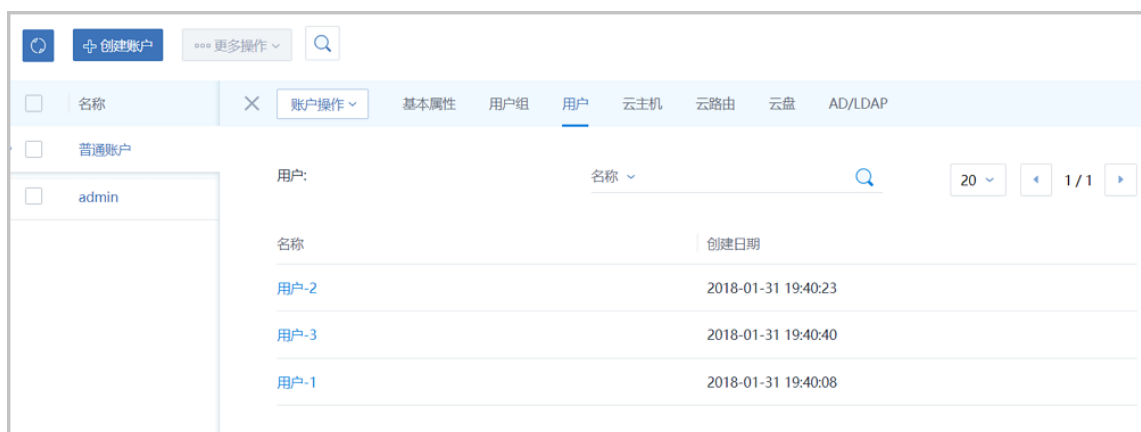 创建账户 更多操作
名称 账户操作 基本属性 用户组 用户 云主机 云路由 云盘 AD/LDAP
普通账户
用户: 名称 20 1 / 1
admin
名称 创建日期
用户-2 2018-01-31 19:40:23
用户-3 2018-01-31 19:40:40
用户-1 2018-01-31 19:40:08